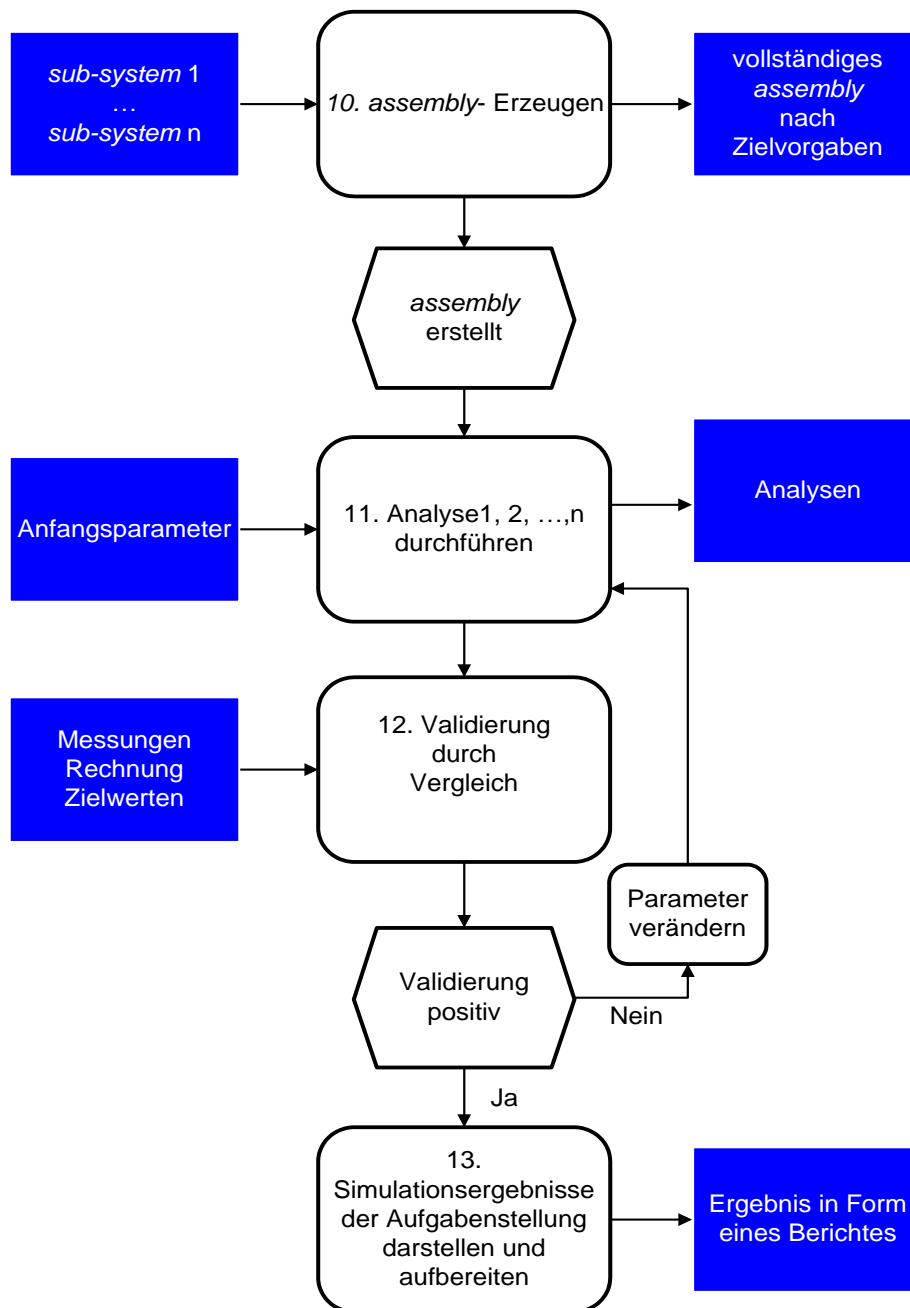 sub-system 1
…
sub-system n
10. assembly- Erzeugen
vollständiges
assembly
nach
Zielvorgaben
assembly
erstellt
Anfangsparameter
11. Analyse1, 2, …,n
durchführen
Analysen
Messungen
Rechnung
Zielwerten
12. Validierung
durch
Vergleich
Parameter
verändern
Validierung
positiv
Nein
Ja
13.
Simulationsergebnisse
der Aufgabenstellung
darstellen und
aufbereiten
Ergebnis in Form
eines Berichtes